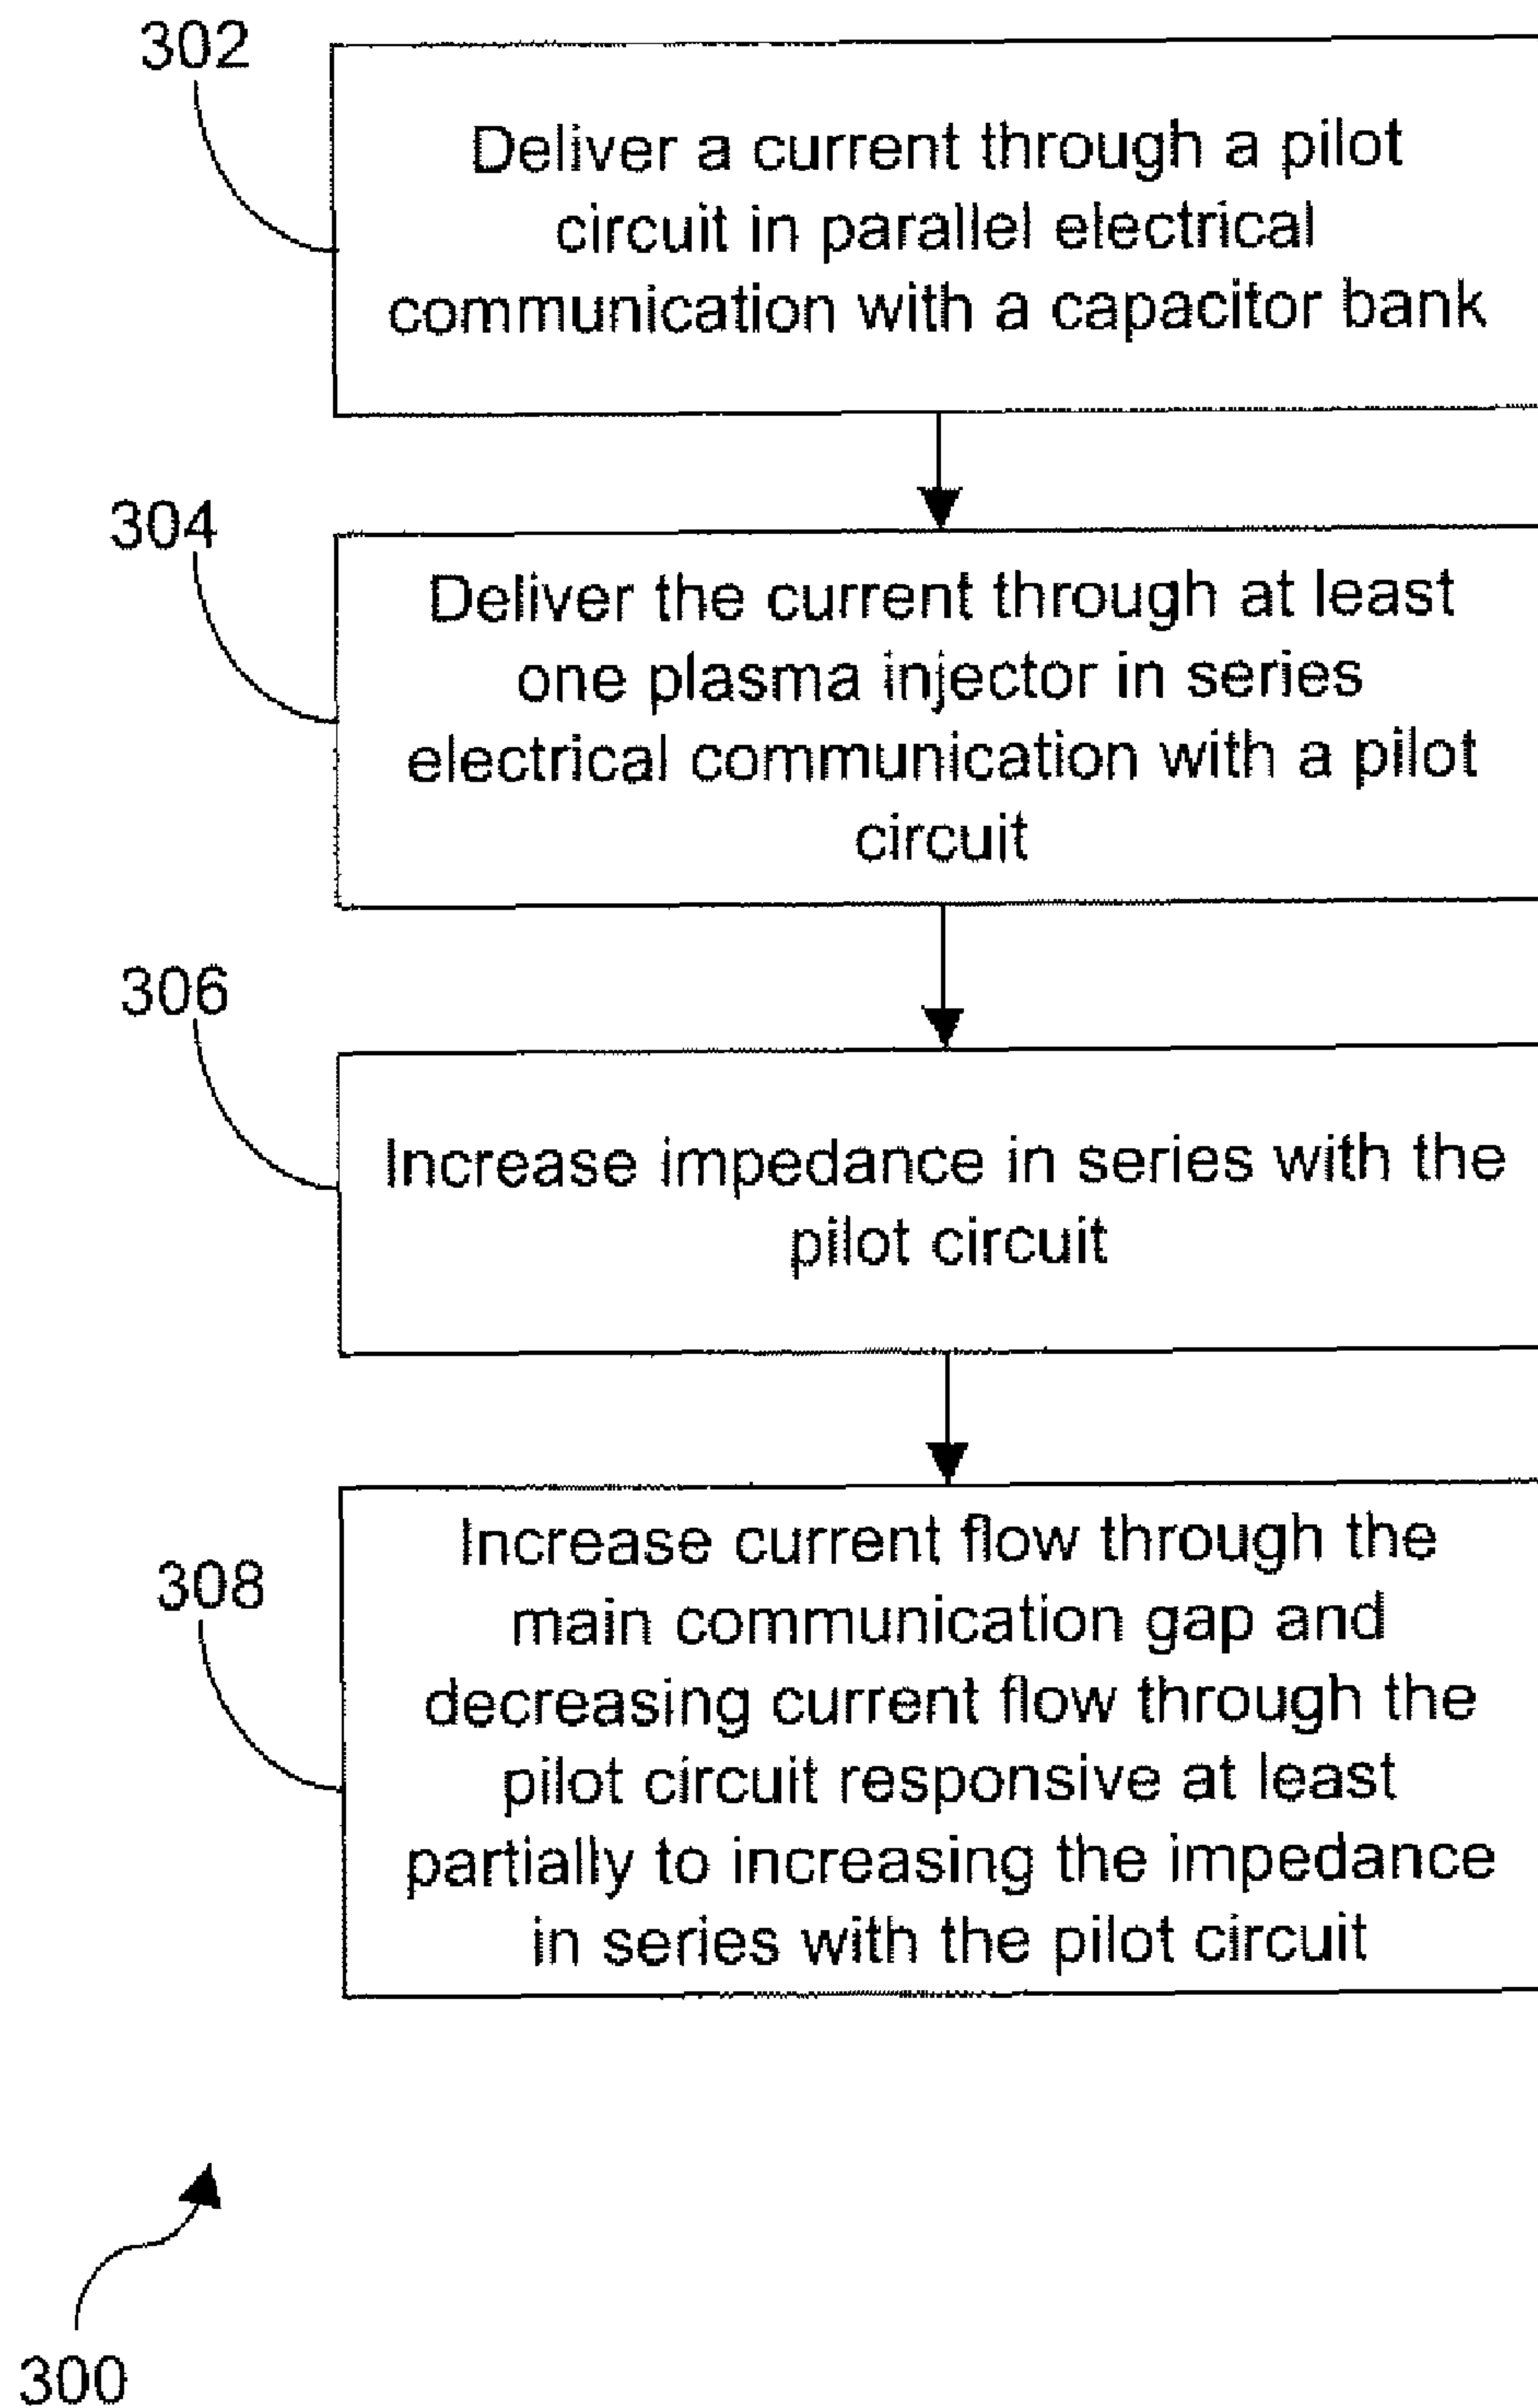 302
Deliver a current through a pilot
circuit in parallel electrical
communication with a capacitor bank
304
Deliver the current through at least
one plasma injector in series
electrical communication with a pilot
circuit
306
Increase impedance in series with the
pilot circuit
308
Increase current flow through the
main communication gap and
decreasing current flow through the
pilot circuit responsive at least
partially to increasing the impedance
in series with the pilot circuit
300